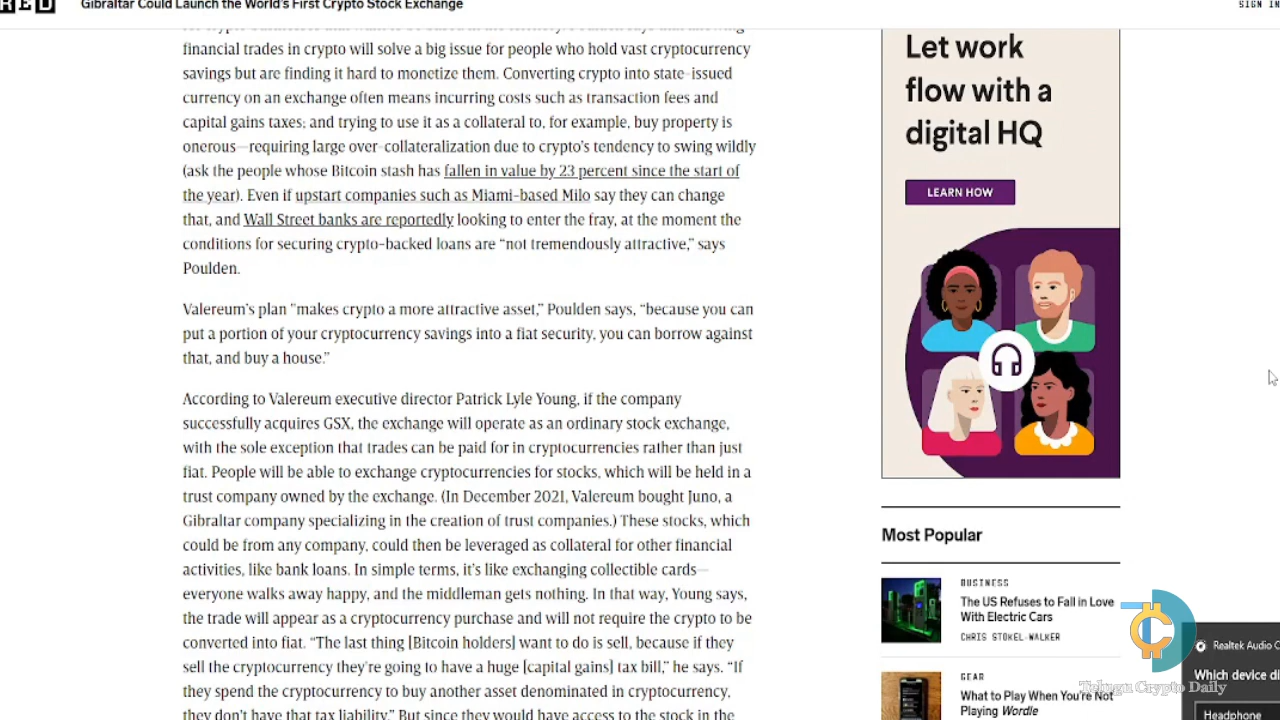 RED
Gibraltar Could Launch the World's First Crypto Stock Exchange
SIGN IN
financial trades in crypto will solve a big issue for people who hold vast cryptocurrency
savings but are finding it hard to monetize them. Converting crypto into state-issued
currency on an exchange often means incurring costs such as transaction fees and
capital gains taxes; and trying to use it as a collateral to, for example, buy property is
onerous—requiring large over-collateralization due to crypto's tendency to swing wildly
(ask the people whose Bitcoin stash has fallen in value by 23 percent since the start of
the year). Even if upstart companies such as Miami-based Milo say they can change
that, and Wall Street banks are reportedly looking to enter the fray, at the moment the
conditions for securing crypto-backed loans are “not tremendously attractive,” says
Poulden.
Valereum's plan “makes crypto a more attractive asset,” Poulden says, “because you can
put a portion of your cryptocurrency savings into a fiat security, you can borrow against
that, and buy a house.”
According to Valereum executive director Patrick Lyle Young, if the company
successfully acquires GSX, the exchange will operate as an ordinary stock exchange,
with the sole exception that trades can be paid for in cryptocurrencies rather than just
fiat. People will be able to exchange cryptocurrencies for stocks, which will be held in a
trust company owned by the exchange. (In December 2021, Valereum bought Juno, a
Gibraltar company specializing in the creation of trust companies.) These stocks, which
could be from any company, could then be leveraged as collateral for other financial
activities, like bank loans. In simple terms, it's like exchanging collectible cards—
everyone walks away happy, and the middleman gets nothing. In that way, Young says,
the trade will appear as a cryptocurrency purchase and will not require the crypto to be
converted into fiat. “The last thing [Bitcoin holders] want to do is sell, because if they
sell the cryptocurrency they're going to have a huge [capital gains] tax bill,” he says. “If
they spend the cryptocurrency to buy another asset denominated in cryptocurrency,
they don't have that tax liability.” But since they have access to the stock in the
Let work
flow with a
digital HQ
LEARN HOW
Most Popular
BUSINESS
The US Refuses to Fall in Love
With Electric Cars
CHRIS STOKEL-WALKER
GEAR
What to Play When You're Not
Playing Wordle
Telugu Crypto Daily
Realtek Audio C
Which device di
Headphone